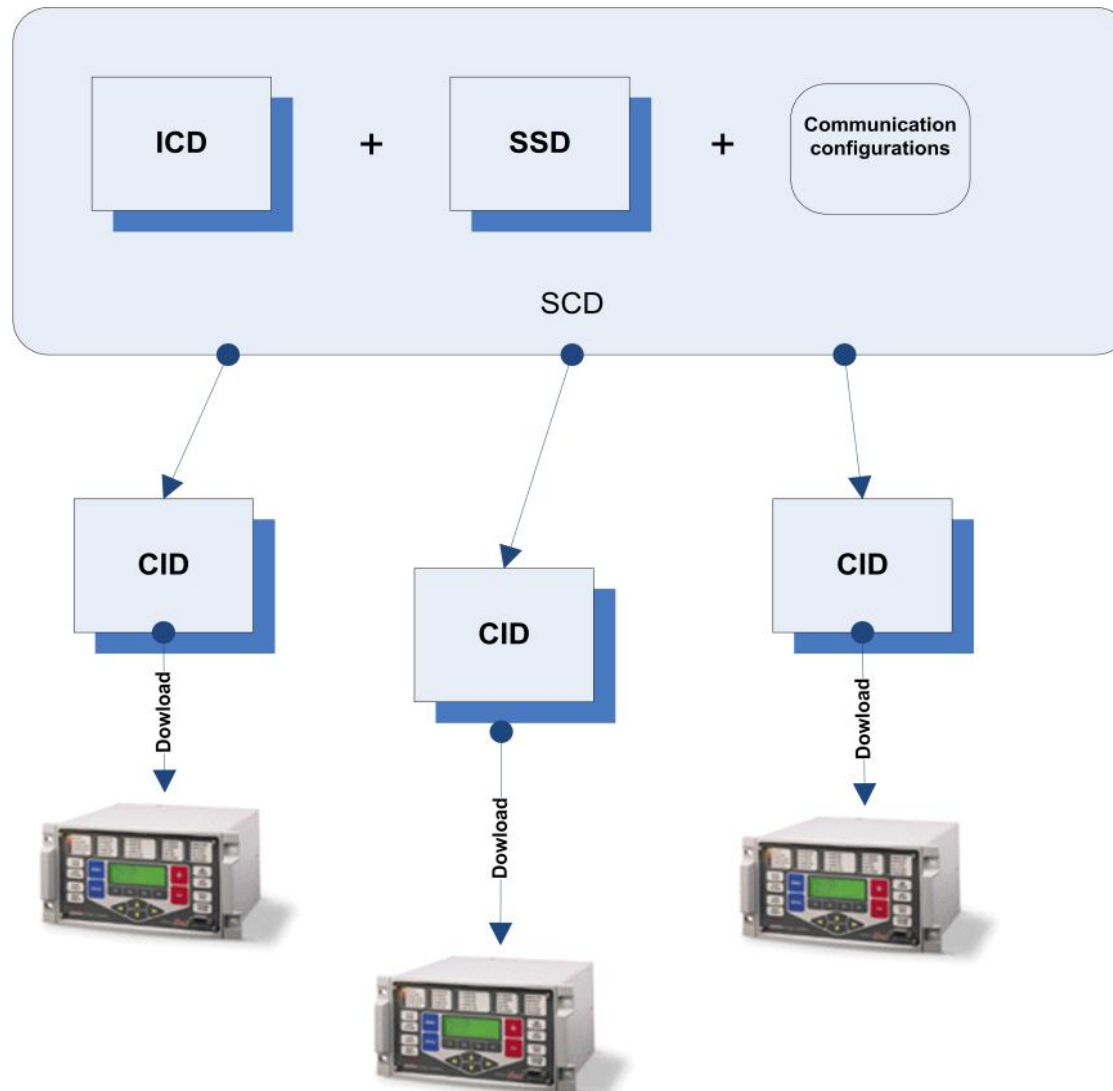 ICD
+
SSD
+
Communication
configurations
SCD
CID
CID
CID
Dowload
Dowload
Dowload